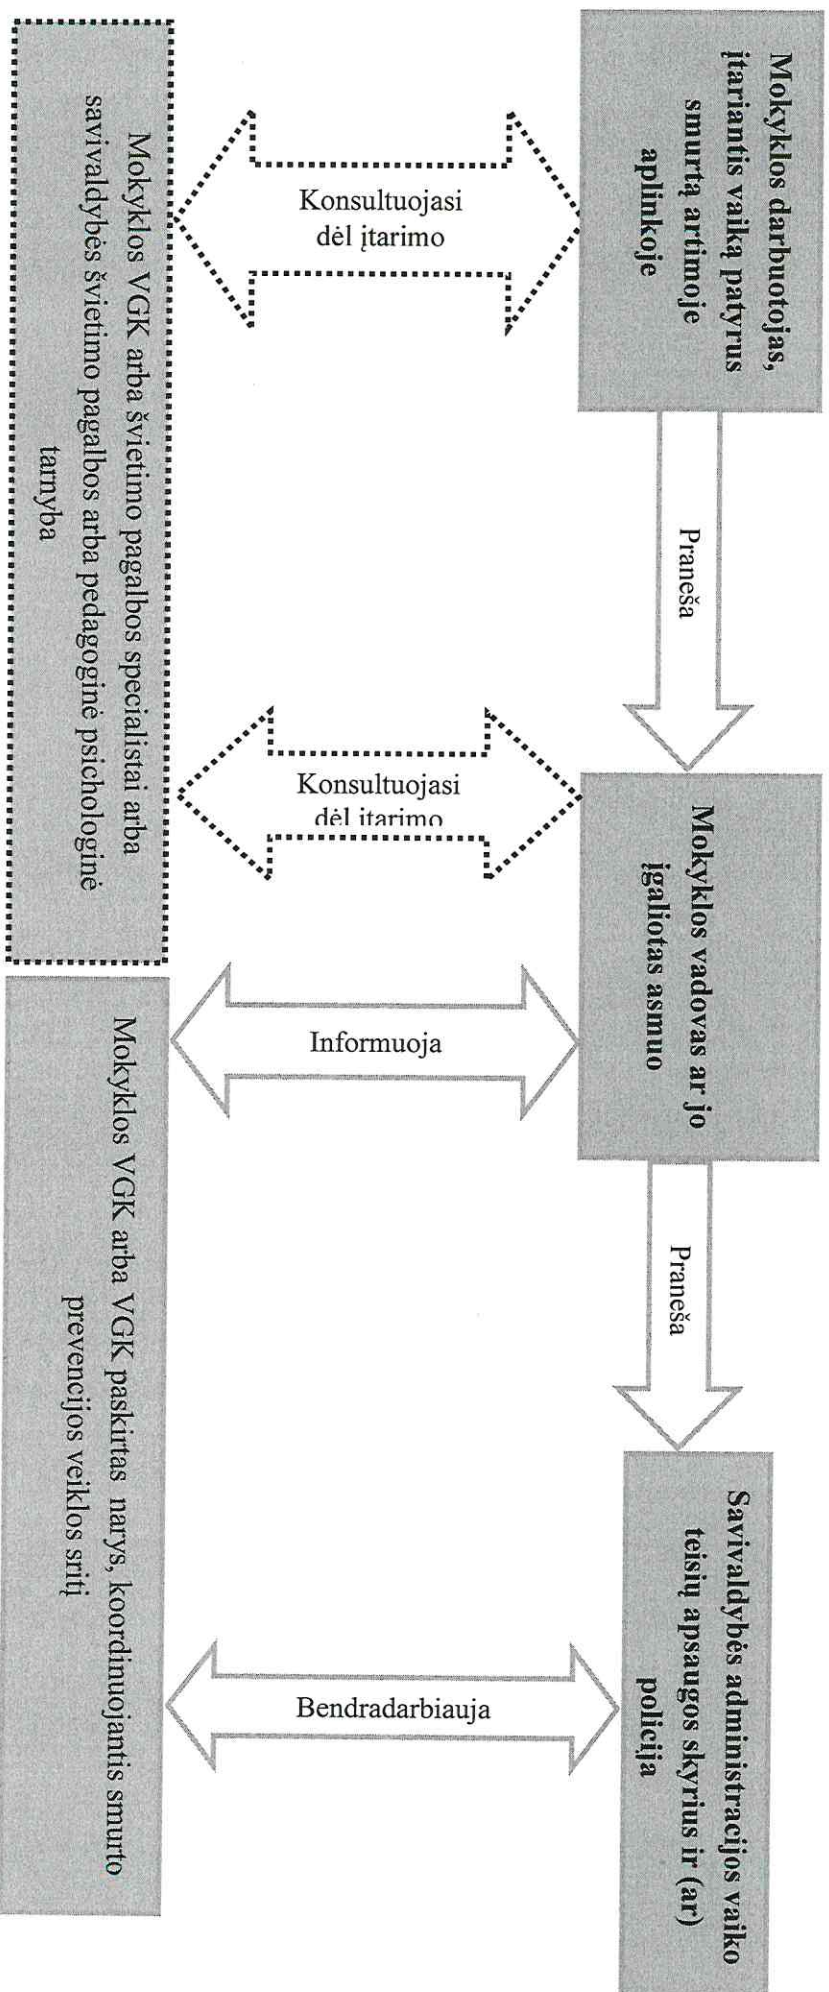 Mokyklos darbuotojas,
įtariantis vaiką patyrus
smurtą artimoje
aplinkoje
Praneša
Mokyklos vadovas ar jo
įgaliotas asmuo
Praneša
Savivaldybės administracijos vaiko
teisių apsaugos skyrius ir (ar)
policija
Konsultuojasi
dėl įtarimo
Konsultuojasi
dėl įtarimo
Informuoja
Bendradarbiauja
Mokyklos VGK arba švietimo pagalbos specialistai arba
savivaldybės švietimo pagalbos arba pedagoginė psichologinė
tarnyba
Mokyklos VGK arba VGK paskirtas narys, koordinuojantis smurto
prevencijos veiklos sritį